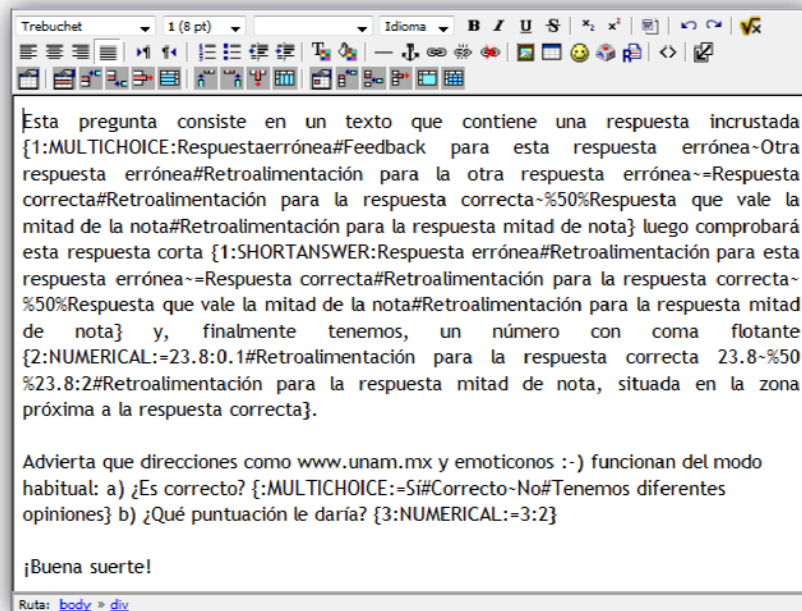 Trebuchet 1 (8 pt) Idioma B I U S x₂ x²
Esta pregunta consiste en un texto que contiene una respuesta incrustada
{1:MULTICHOICE:Respuestaerrónea#Feedback para esta respuesta errónea~Otra
respuesta errónea#Retroalimentación para la otra respuesta errónea~=Respuesta
correcta#Retroalimentación para la respuesta correcta~%50%Respuesta que vale la
mitad de la nota#Retroalimentación para la respuesta mitad de nota} luego comprobará
esta respuesta corta {1:SHORTANSWER:Respuesta errónea#Retroalimentación para esta
respuesta errónea~=Respuesta correcta#Retroalimentación para la respuesta correcta~
%50%Respuesta que vale la mitad de la nota#Retroalimentación para la respuesta mitad
de nota} y, finalmente tenemos, un número con coma flotante
{2:NUMERICAL:=23.8:0.1#Retroalimentación para la respuesta correcta 23.8~%50
%23.8:2#Retroalimentación para la respuesta mitad de nota, situada en la zona
próxima a la respuesta correcta}.
Advierta que direcciones como www.unam.mx y emoticonos :-) funcionan del modo
habitual: a) ¿Es correcto? {:MULTICHOICE:=Sí#Correcto~No#Tenemos diferentes
opiniones} b) ¿Qué puntuación le daría? {3:NUMERICAL:=3:2}
¡Buena suerte!
Ruta: body » div